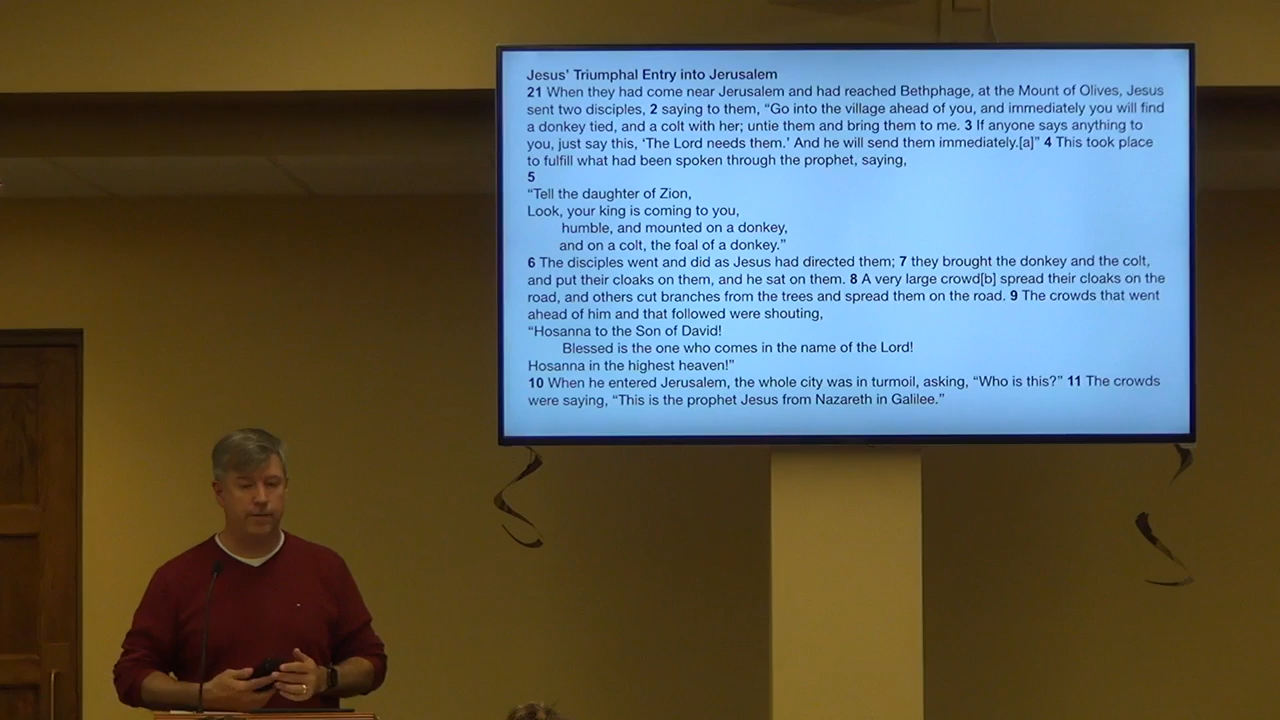 Jesus’ Triumphal Entry into Jerusalem
21 When they had come near Jerusalem and had reached Bethphage, at the Mount of Olives, Jesus
sent two disciples, 2 saying to them, “Go into the village ahead of you, and immediately you will find
a donkey tied, and a colt with her; untie them and bring them to me. 3 If anyone says anything to
you, just say this, ‘The Lord needs them.’ And he will send them immediately.[a]” 4 This took place
to fulfill what had been spoken through the prophet, saying,
5
“Tell the daughter of Zion,
Look, your king is coming to you,
humble, and mounted on a donkey,
and on a colt, the foal of a donkey.”
6 The disciples went and did as Jesus had directed them; 7 they brought the donkey and the colt,
and put their cloaks on them, and he sat on them. 8 A very large crowd[b] spread their cloaks on the
road, and others cut branches from the trees and spread them on the road. 9 The crowds that went
ahead of him and that followed were shouting,
“Hosanna to the Son of David!
Blessed is the one who comes in the name of the Lord!
Hosanna in the highest heaven!”
10 When he entered Jerusalem, the whole city was in turmoil, asking, “Who is this?” 11 The crowds
were saying, “This is the prophet Jesus from Nazareth in Galilee.”